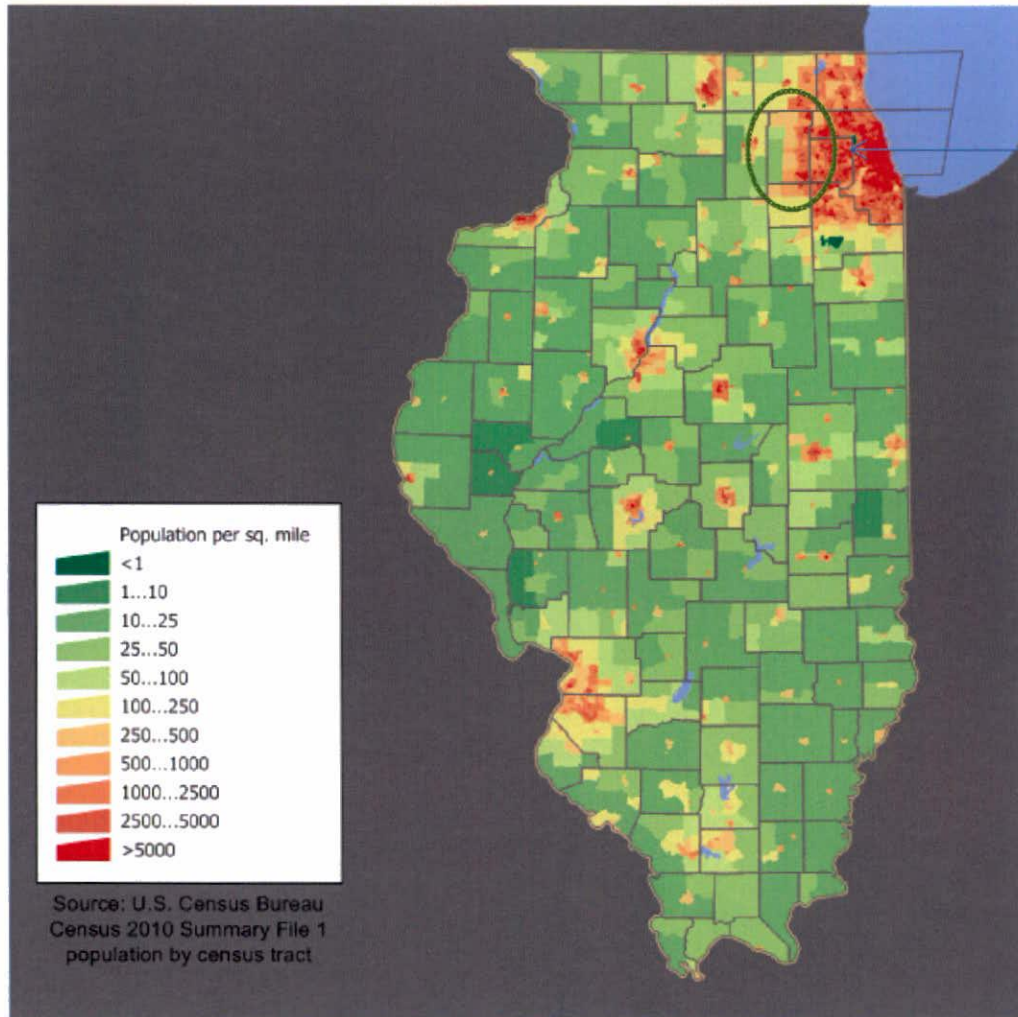 Population per sq. mile
<1
1...10
10...25
25...50
50...100
100...250
250...500
500...1000
1000...2500
2500...5000
>5000
Source: U.S. Census Bureau
Census 2010 Summary File 1
population by census tract